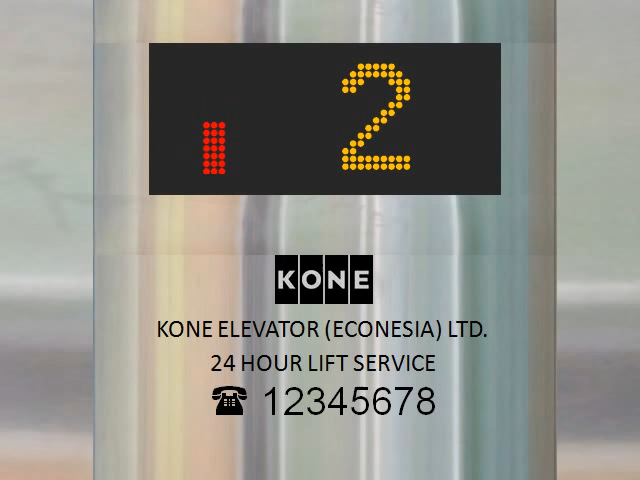 2
KONE
KONE ELEVATOR (ECONESIA) LTD.
24 HOUR LIFT SERVICE
☎ 12345678